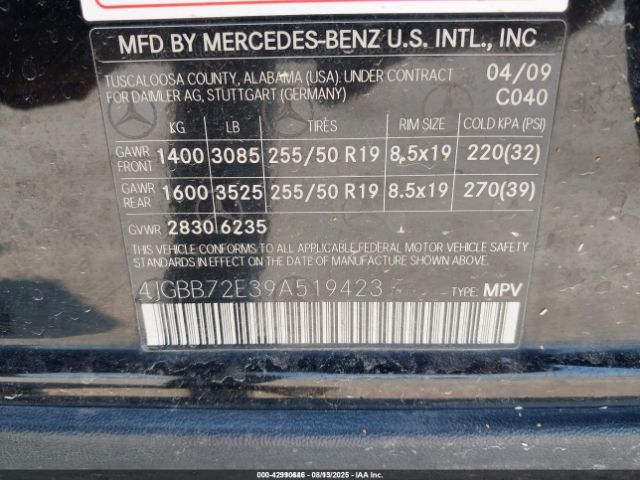 MFD BY MERCEDES-BENZ U.S. INTL., INC
TUSCALOOSA COUNTY, ALABAMA (USA). UNDER CONTRACT 04/09
FOR DAIMLER AG, STUTTGART (GERMANY) C040
KG LB TIRES RIM SIZE COLD KPA (PSI)
GAWR FRONT 1400 3085 255/50 R19 8.5x19 220(32)
GAWR REAR 1600 3525 255/50 R19 8.5x19 270(39)
GVWR 2830 6235
THIS VEHICLE CONFORMS TO ALL APPLICABLE FEDERAL MOTOR VEHICLE SAFETY
STANDARDS IN EFFECT ON THE DATE OF MANUFACTURE SHOWN ABOVE.
4JGBB72E39A519423 TYPE: MPV
000-42990646 - 08/15/2025 - IAAI.com